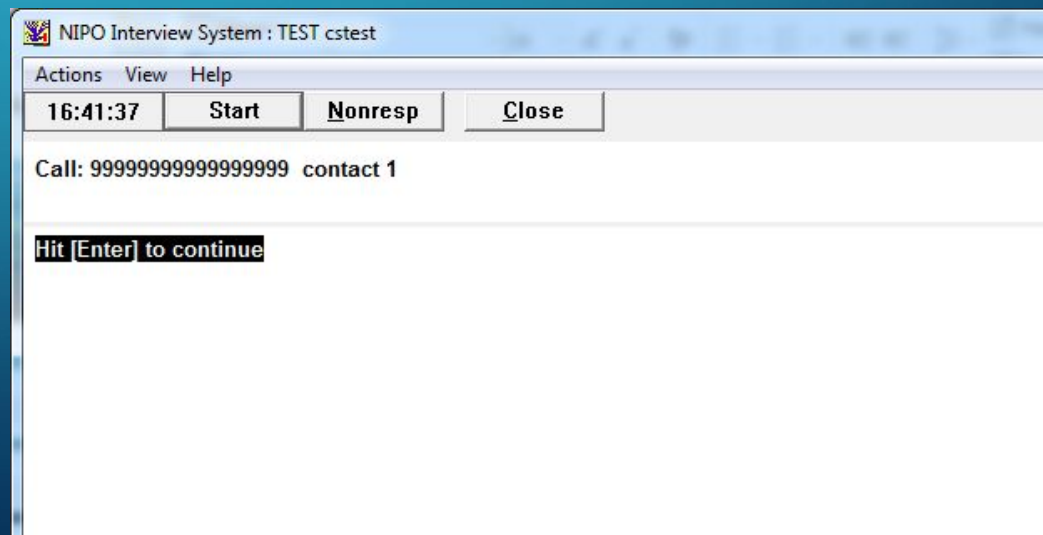 NIPO Interview System : TEST cstest
Actions View Help
16:41:37 Start Nonresp Close
Call: 99999999999999999 contact 1
Hit [Enter] to continue